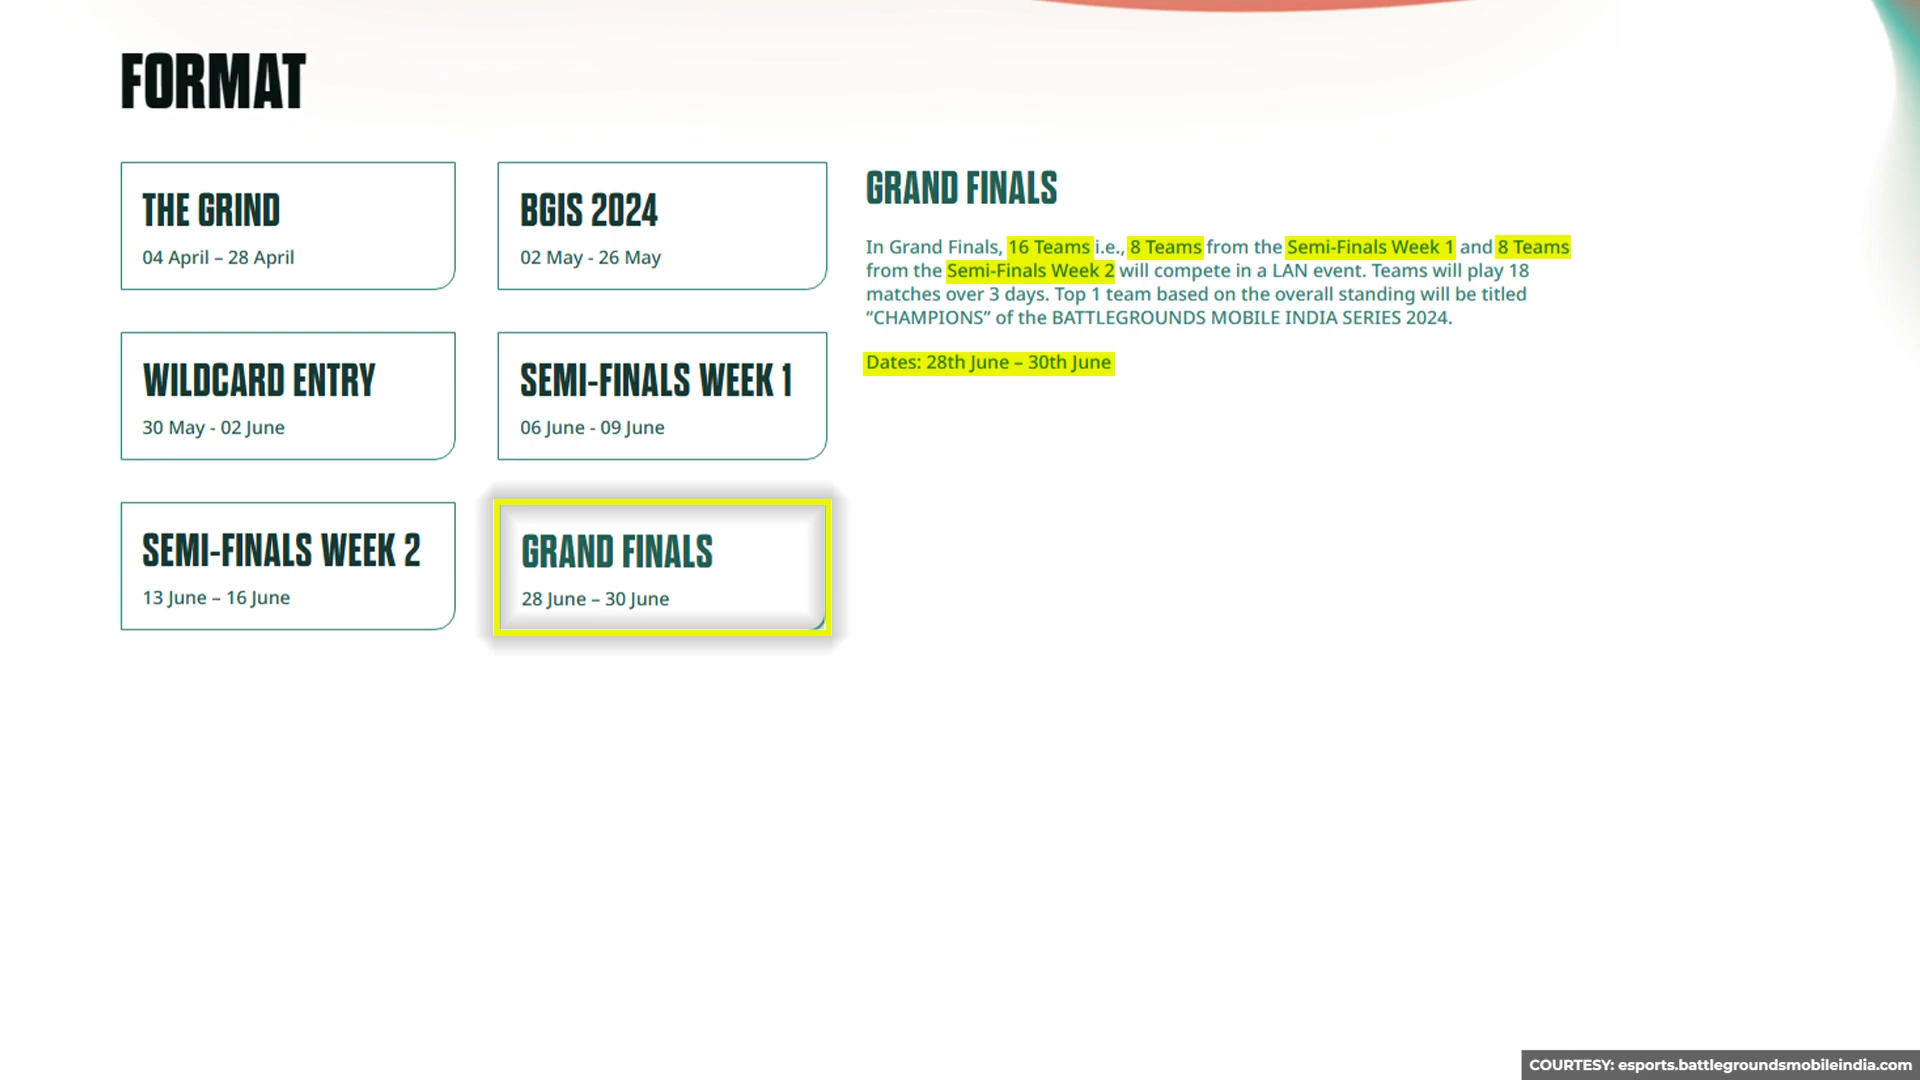 FORMAT
THE GRIND
04 April – 28 April
BGIS 2024
02 May - 26 May
WILDCARD ENTRY
30 May - 02 June
SEMI-FINALS WEEK 1
06 June - 09 June
SEMI-FINALS WEEK 2
13 June – 16 June
GRAND FINALS
28 June – 30 June
GRAND FINALS
In Grand Finals, 16 Teams i.e., 8 Teams from the Semi-Finals Week 1 and 8 Teams
from the Semi-Finals Week 2 will compete in a LAN event. Teams will play 18
matches over 3 days. Top 1 team based on the overall standing will be titled
“CHAMPIONS” of the BATTLEGROUNDS MOBILE INDIA SERIES 2024.
Dates: 28th June – 30th June
COURTESY: esports.battlegroundsmobileindia.com